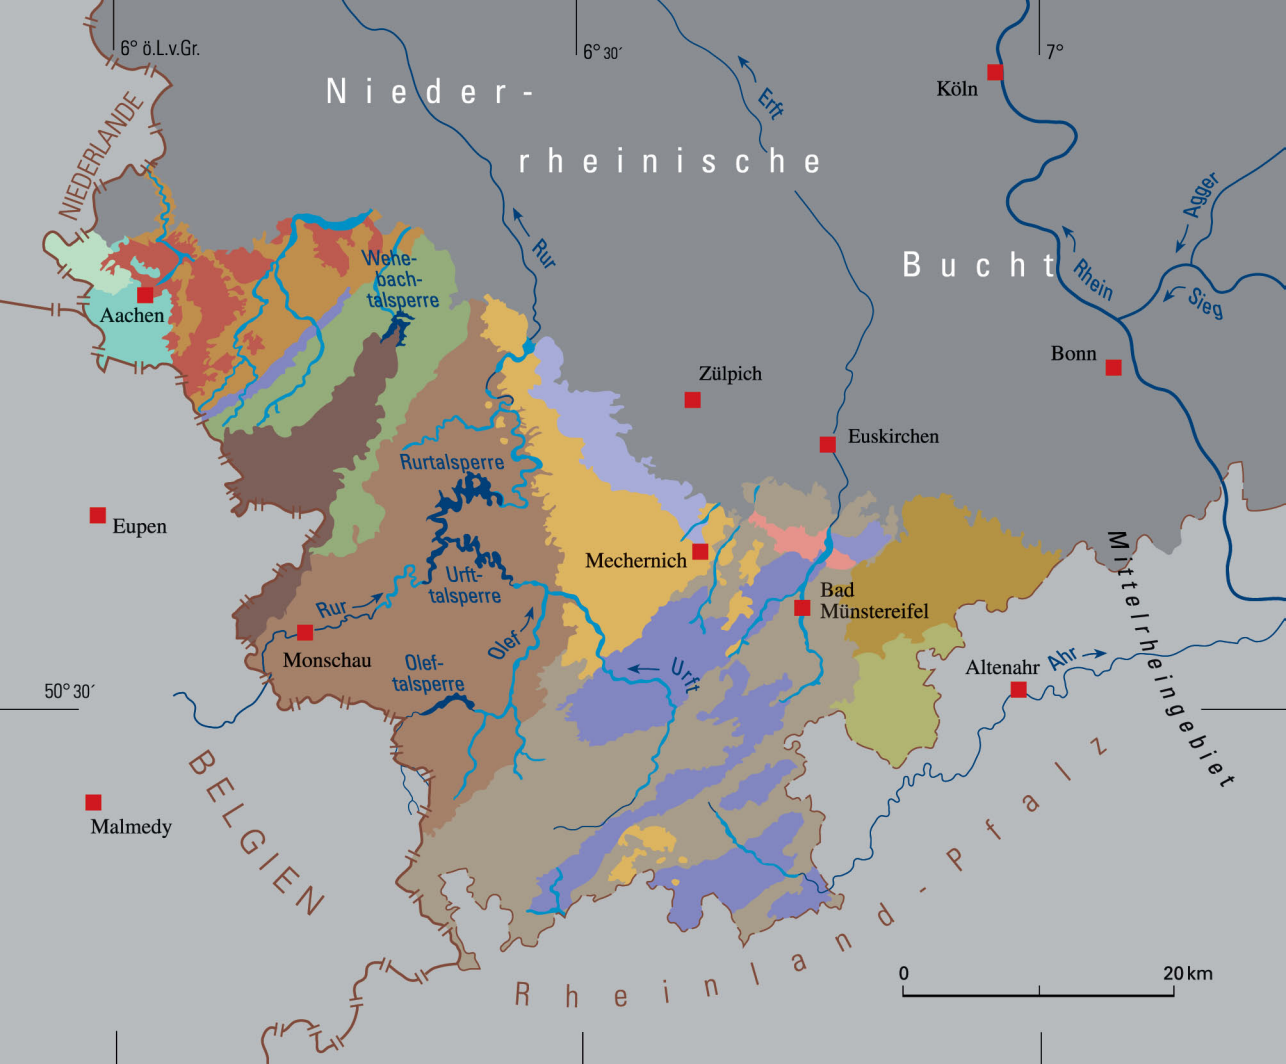 6° ö.L.v.Gr.
6° 30´
7°
Nieder-
rheinische
Bucht
NIEDERLANDE
Erft
Köln
Agger
Rur
Rhein
Sieg
Wehe-
bach-
talsperre
Aachen
Bonn
Zülpich
Euskirchen
Rurtalsperre
Eupen
Mechernich
Urft-
talsperre
Bad
Münstereifel
Rur
Olef
Monschau
Olef-
talsperre
Urft
Altenahr
Ahr
Mittelrheingebiet
50° 30´
BELGIEN
Malmedy
Rheinland-Pfalz
0
20 km